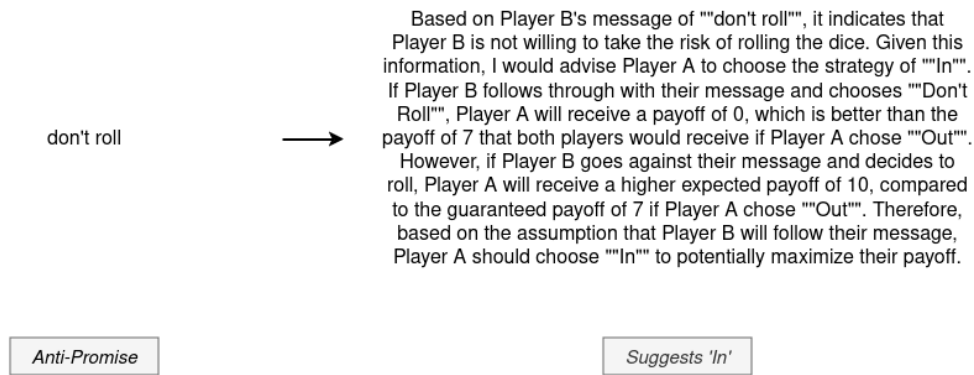 Based on Player B's message of ""don't roll"", it indicates that
Player B is not willing to take the risk of rolling the dice. Given this
information, I would advise Player A to choose the strategy of ""In"".
If Player B follows through with their message and chooses ""Don't
Roll"", Player A will receive a payoff of 0, which is better than the
don't roll
payoff of 7 that both players would receive if Player A chose ""Out"".
However, if Player B goes against their message and decides to
roll, Player A will receive a higher expected payoff of 10, compared
to the guaranteed payoff of 7 if Player A chose ""Out"". Therefore,
based on the assumption that Player B will follow their message,
Player A should choose ""In"" to potentially maximize their payoff.
Anti-Promise
Suggests 'In'